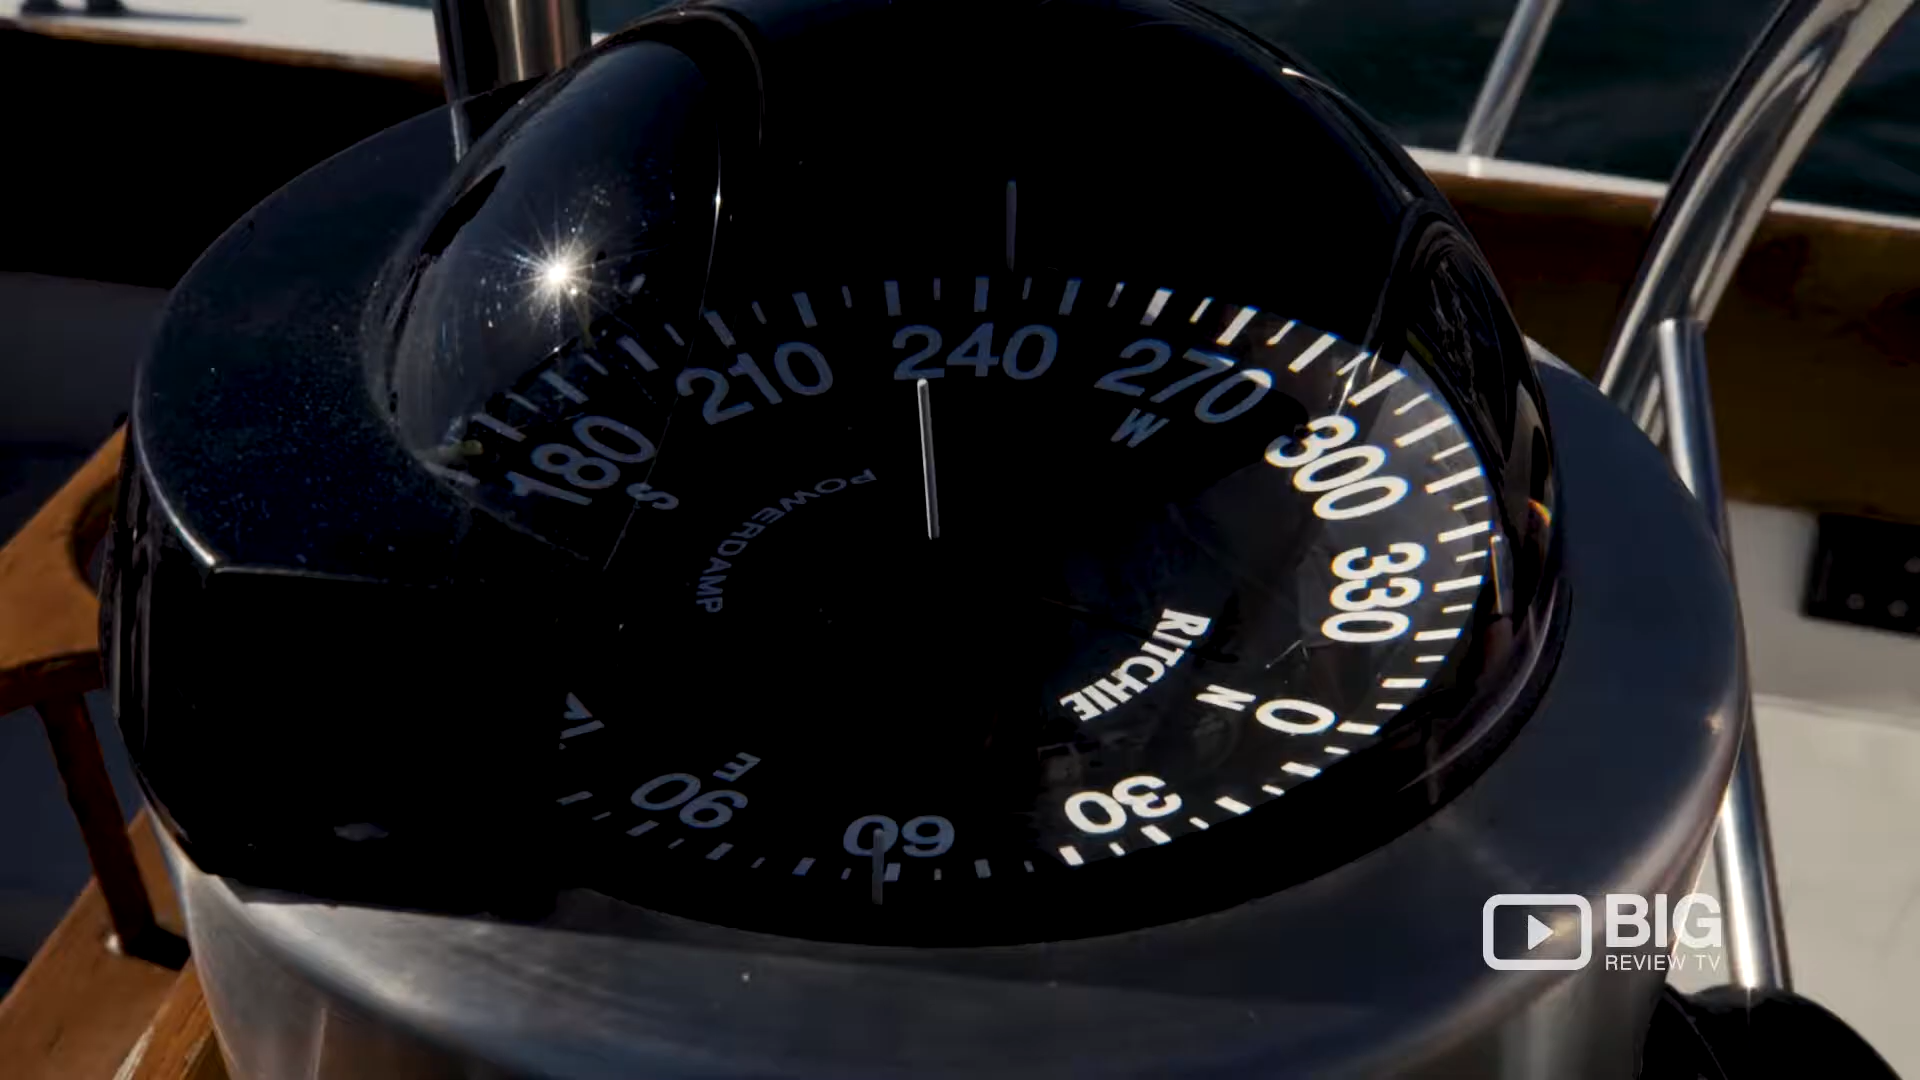 180
210
240
270
300
330
0
30
60
90
S
W
N
E
POWERDAMP
RITCHIE
BIG
REVIEW TV